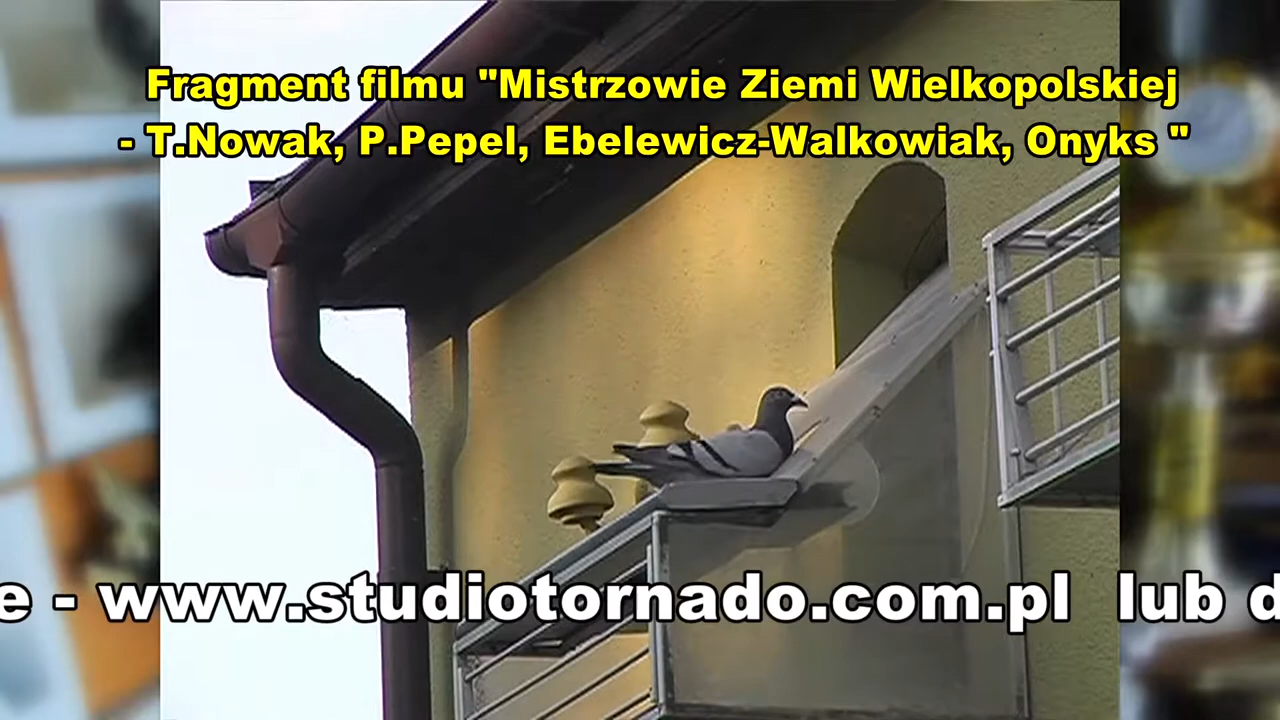 Fragment filmu "Mistrzowie Ziemi Wielkopolskiej
- T.Nowak, P.Pepel, Ebelewicz-Walkowiak, Onyks "
e - www.studiotornado.com.pl lub d